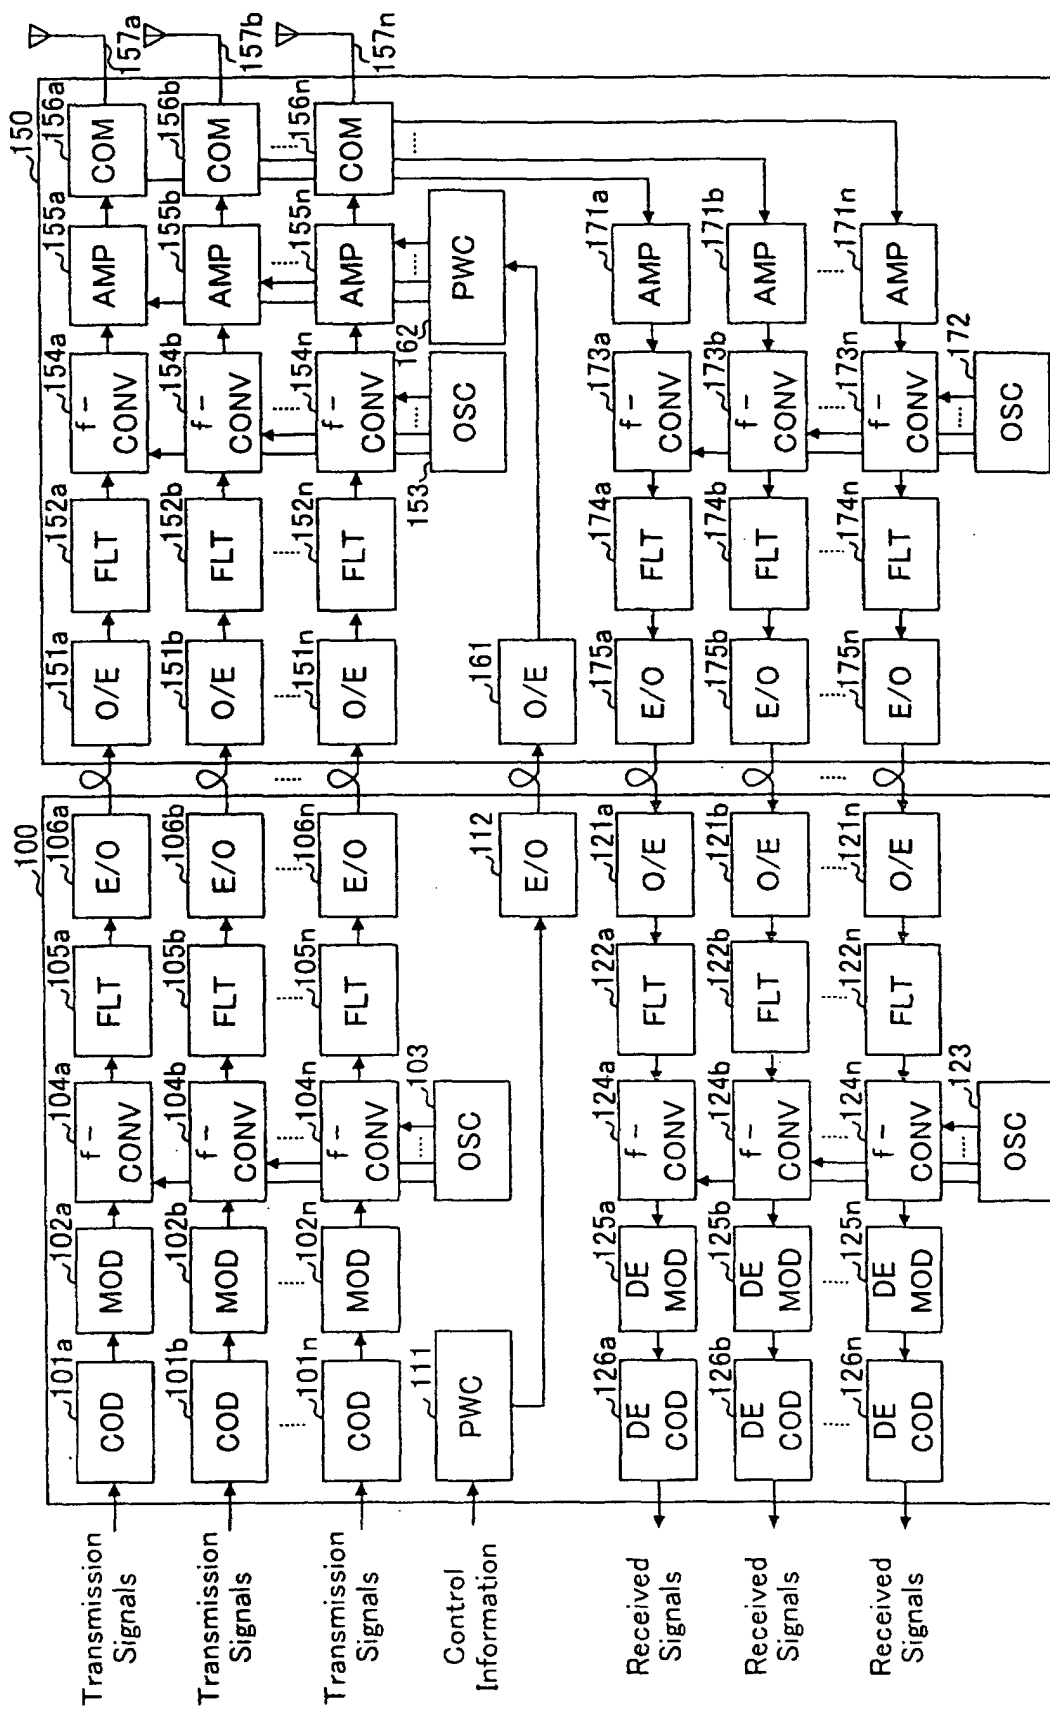 100
150
Transmission
Signals
101a
COD
102a
MOD
104a
f-
CONV
105a
FLT
106a
E/O
151a
O/E
152a
FLT
154a
f-
CONV
155a
AMP
156a
COM
157a
Transmission
Signals
101b
COD
102b
MOD
104b
f-
CONV
105b
FLT
106b
E/O
151b
O/E
152b
FLT
154b
f-
CONV
155b
AMP
156b
COM
157b
Transmission
Signals
101n
COD
102n
MOD
104n
f-
CONV
105n
FLT
106n
E/O
151n
O/E
152n
FLT
154n
f-
CONV
155n
AMP
156n
COM
157n
Control
Information
111
PWC
103
OSC
112
E/O
161
O/E
153
OSC
162
PWC
Received
Signals
126a
DE
COD
125a
DE
MOD
124a
f-
CONV
122a
FLT
121a
O/E
175a
E/O
174a
FLT
173a
f-
CONV
171a
AMP
Received
Signals
126b
DE
COD
125b
DE
MOD
124b
f-
CONV
122b
FLT
121b
O/E
175b
E/O
174b
FLT
173b
f-
CONV
171b
AMP
Received
Signals
126n
DE
COD
125n
DE
MOD
124n
f-
CONV
122n
FLT
121n
O/E
175n
E/O
174n
FLT
173n
f-
CONV
171n
AMP
123
OSC
172
OSC